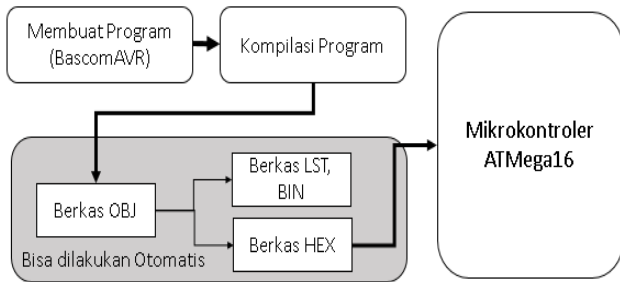 Membuat Program
(BascomAVR)
Kompilasi Program
Mikrokontroler
ATMega16
Berkas OBJ
Berkas LST,
BIN
Berkas HEX
Bisa dilakukan Otomatis